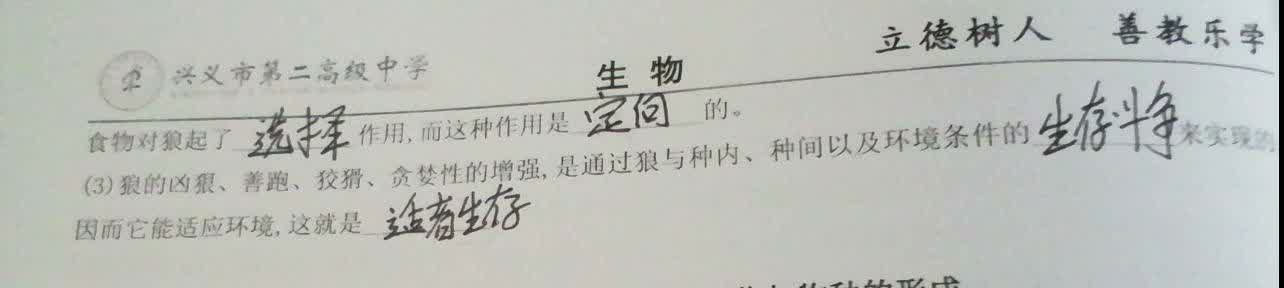 立德树人 善教乐学
兴义市第二高级中学
生物
食物对狼起了 选择 作用,而这种作用是 定向 的。
(3)狼的凶狠、善跑、狡猾、贪婪性的增强,是通过狼与种内、种间以及环境条件的 生存斗争 来实现的
因而它能适应环境,这就是 适者生存